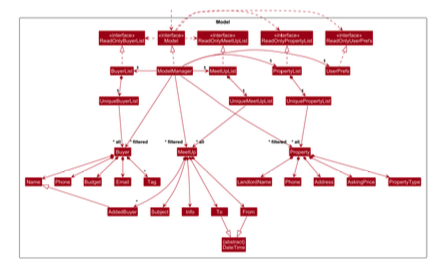 Model
«interface»
ReadOnlyBuyerList
«interface»
Model
«interface»
ReadOnlyMeetUpList
«interface»
ReadOnlyPropertyList
«interface»
ReadOnlyUserPrefs
BuyerList
ModelManager
MeetUpList
PropertyList
UserPrefs
UniqueBuyerList
UniqueMeetUpList
UniquePropertyList
* all
* filtered
* filtered
* all
* filtered
* all
Buyer
MeetUp
Property
Name
Phone
Budget
Email
Tag
LandlordName
Phone
Address
AskingPrice
PropertyType
*
AddedBuyer
Subject
Info
To
From
{abstract}
DateTime